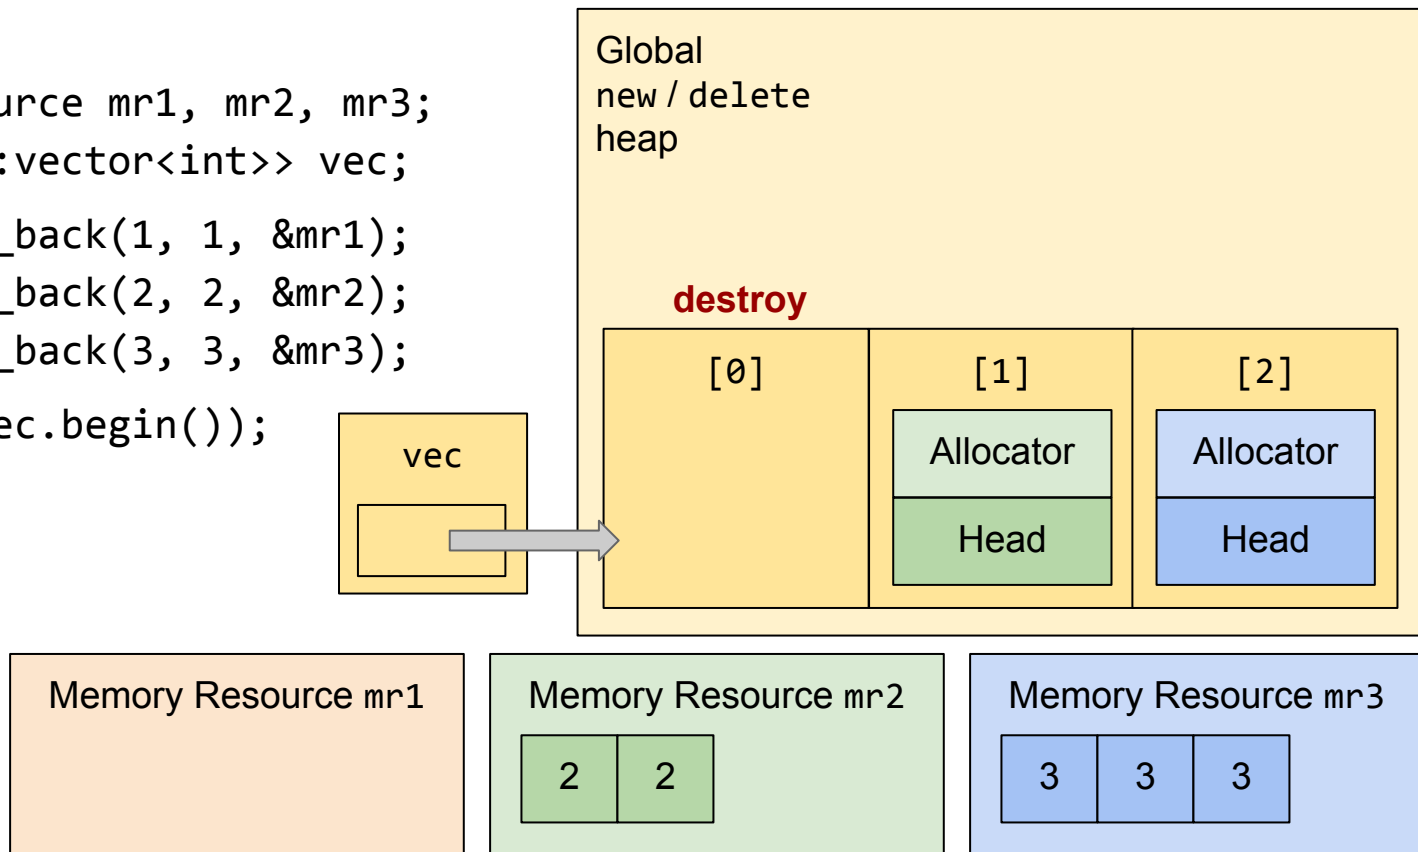 urce mr1, mr2, mr3;
:vector<int>> vec;
_back(1, 1, &mr1);
_back(2, 2, &mr2);
_back(3, 3, &mr3);
ec.begin());
vec
Global
new / delete
heap
destroy
[0] [1] [2]
Allocator Allocator
Head Head
Memory Resource mr1 Memory Resource mr2 Memory Resource mr3
2 2 3 3 3